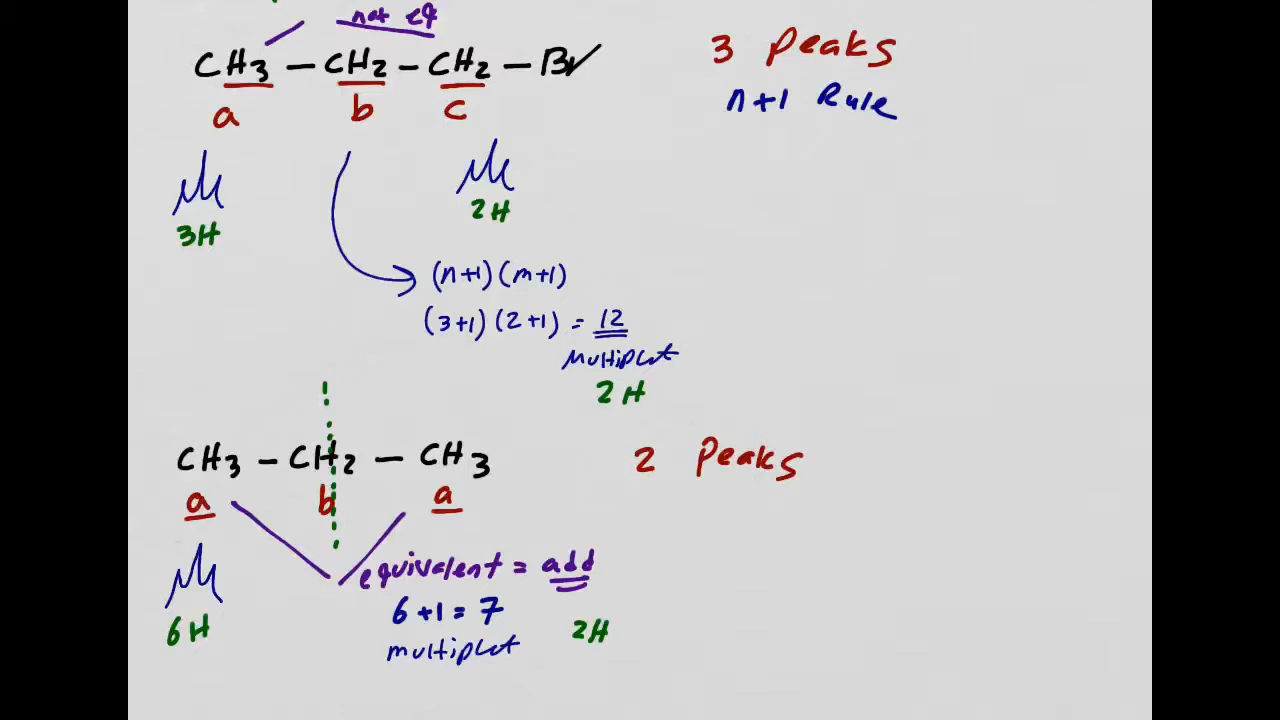 not eq
CH3 — CH2 — CH2 — Br
3 Peaks
a b c
n+1 Rule
3H
2H
(n+1)(m+1)
(3+1)(2+1) = 12
multiplet
2H
CH3 — CH2 — CH3
2 Peaks
a b a
equivalent = add
6+1=7
6H
2H
multiplet